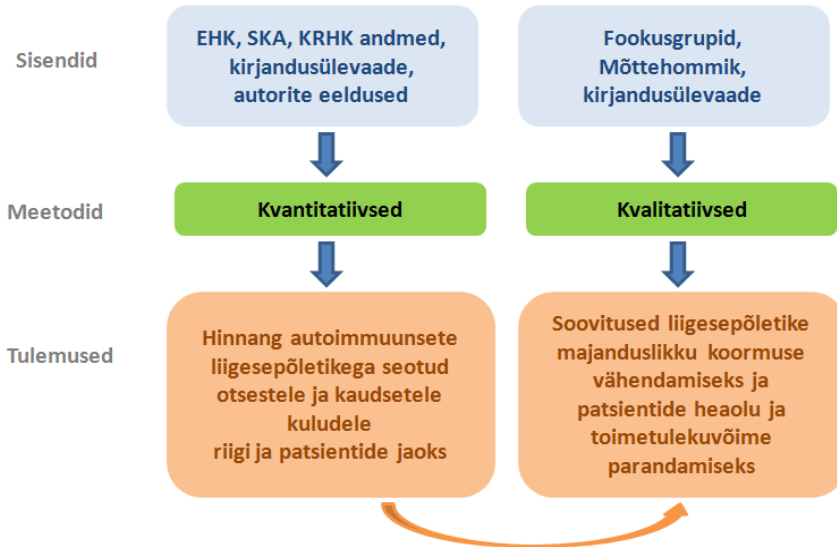 Sisendid
EHK, SKA, KRHK andmed,
kirjandusülevaade,
autorite eeldused
Fookusgrupid,
Mõttehommik,
kirjandusülevaade
Meetodid
Kvantitatiivsed
Kvalitatiivsed
Tulemused
Hinnang autoimmuunsete
liigesepõletikega seotud
otsestele ja kaudsetele
kuludele
riigi ja patsientide jaoks
Soovitused liigesepõletike
majanduslikku koormuse
vähendamiseks ja
patsientide heaolu ja
toimetulekuvõime
parandamiseks